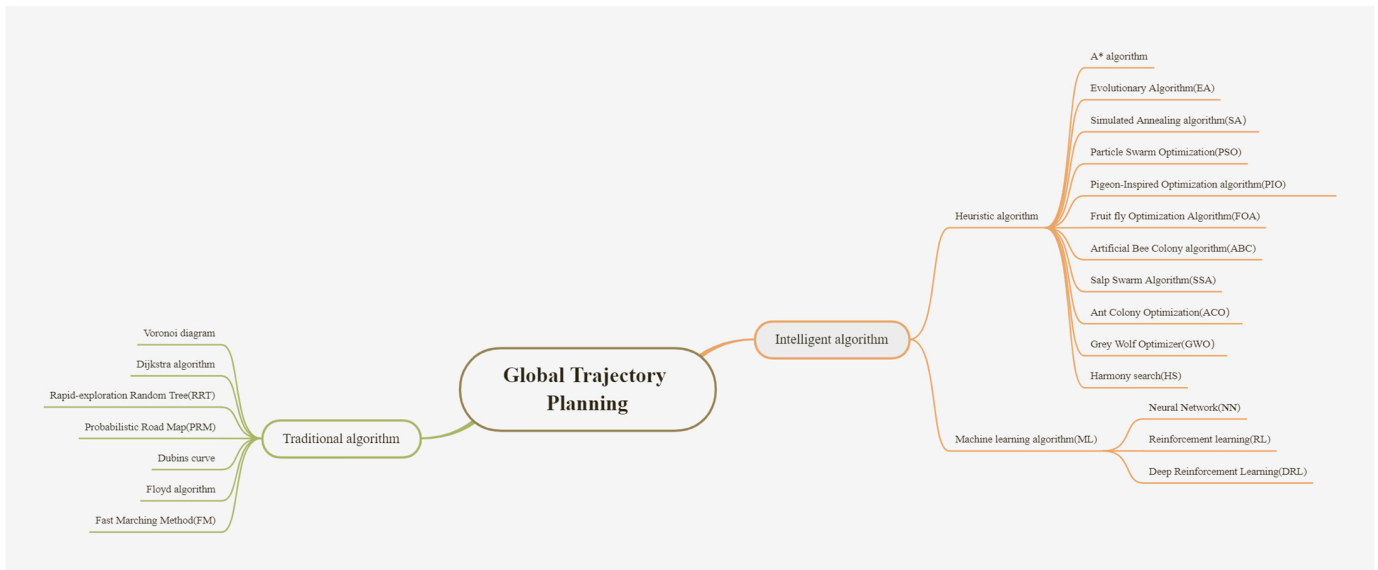 Global Trajectory
Planning
Traditional algorithm
Voronoi diagram
Dijkstra algorithm
Rapid-exploration Random Tree(RRT)
Probabilistic Road Map(PRM)
Dubins curve
Floyd algorithm
Fast Marching Method(FM)
Intelligent algorithm
Heuristic algorithm
A* algorithm
Evolutionary Algorithm(EA)
Simulated Annealing algorithm(SA)
Particle Swarm Optimization(PSO)
Pigeon-Inspired Optimization algorithm(PIO)
Fruit fly Optimization Algorithm(FOA)
Artificial Bee Colony algorithm(ABC)
Salp Swarm Algorithm(SSA)
Ant Colony Optimization(ACO)
Grey Wolf Optimizer(GWO)
Harmony search(HS)
Machine learning algorithm(ML)
Neural Network(NN)
Reinforcement learning(RL)
Deep Reinforcement Learning(DRL)